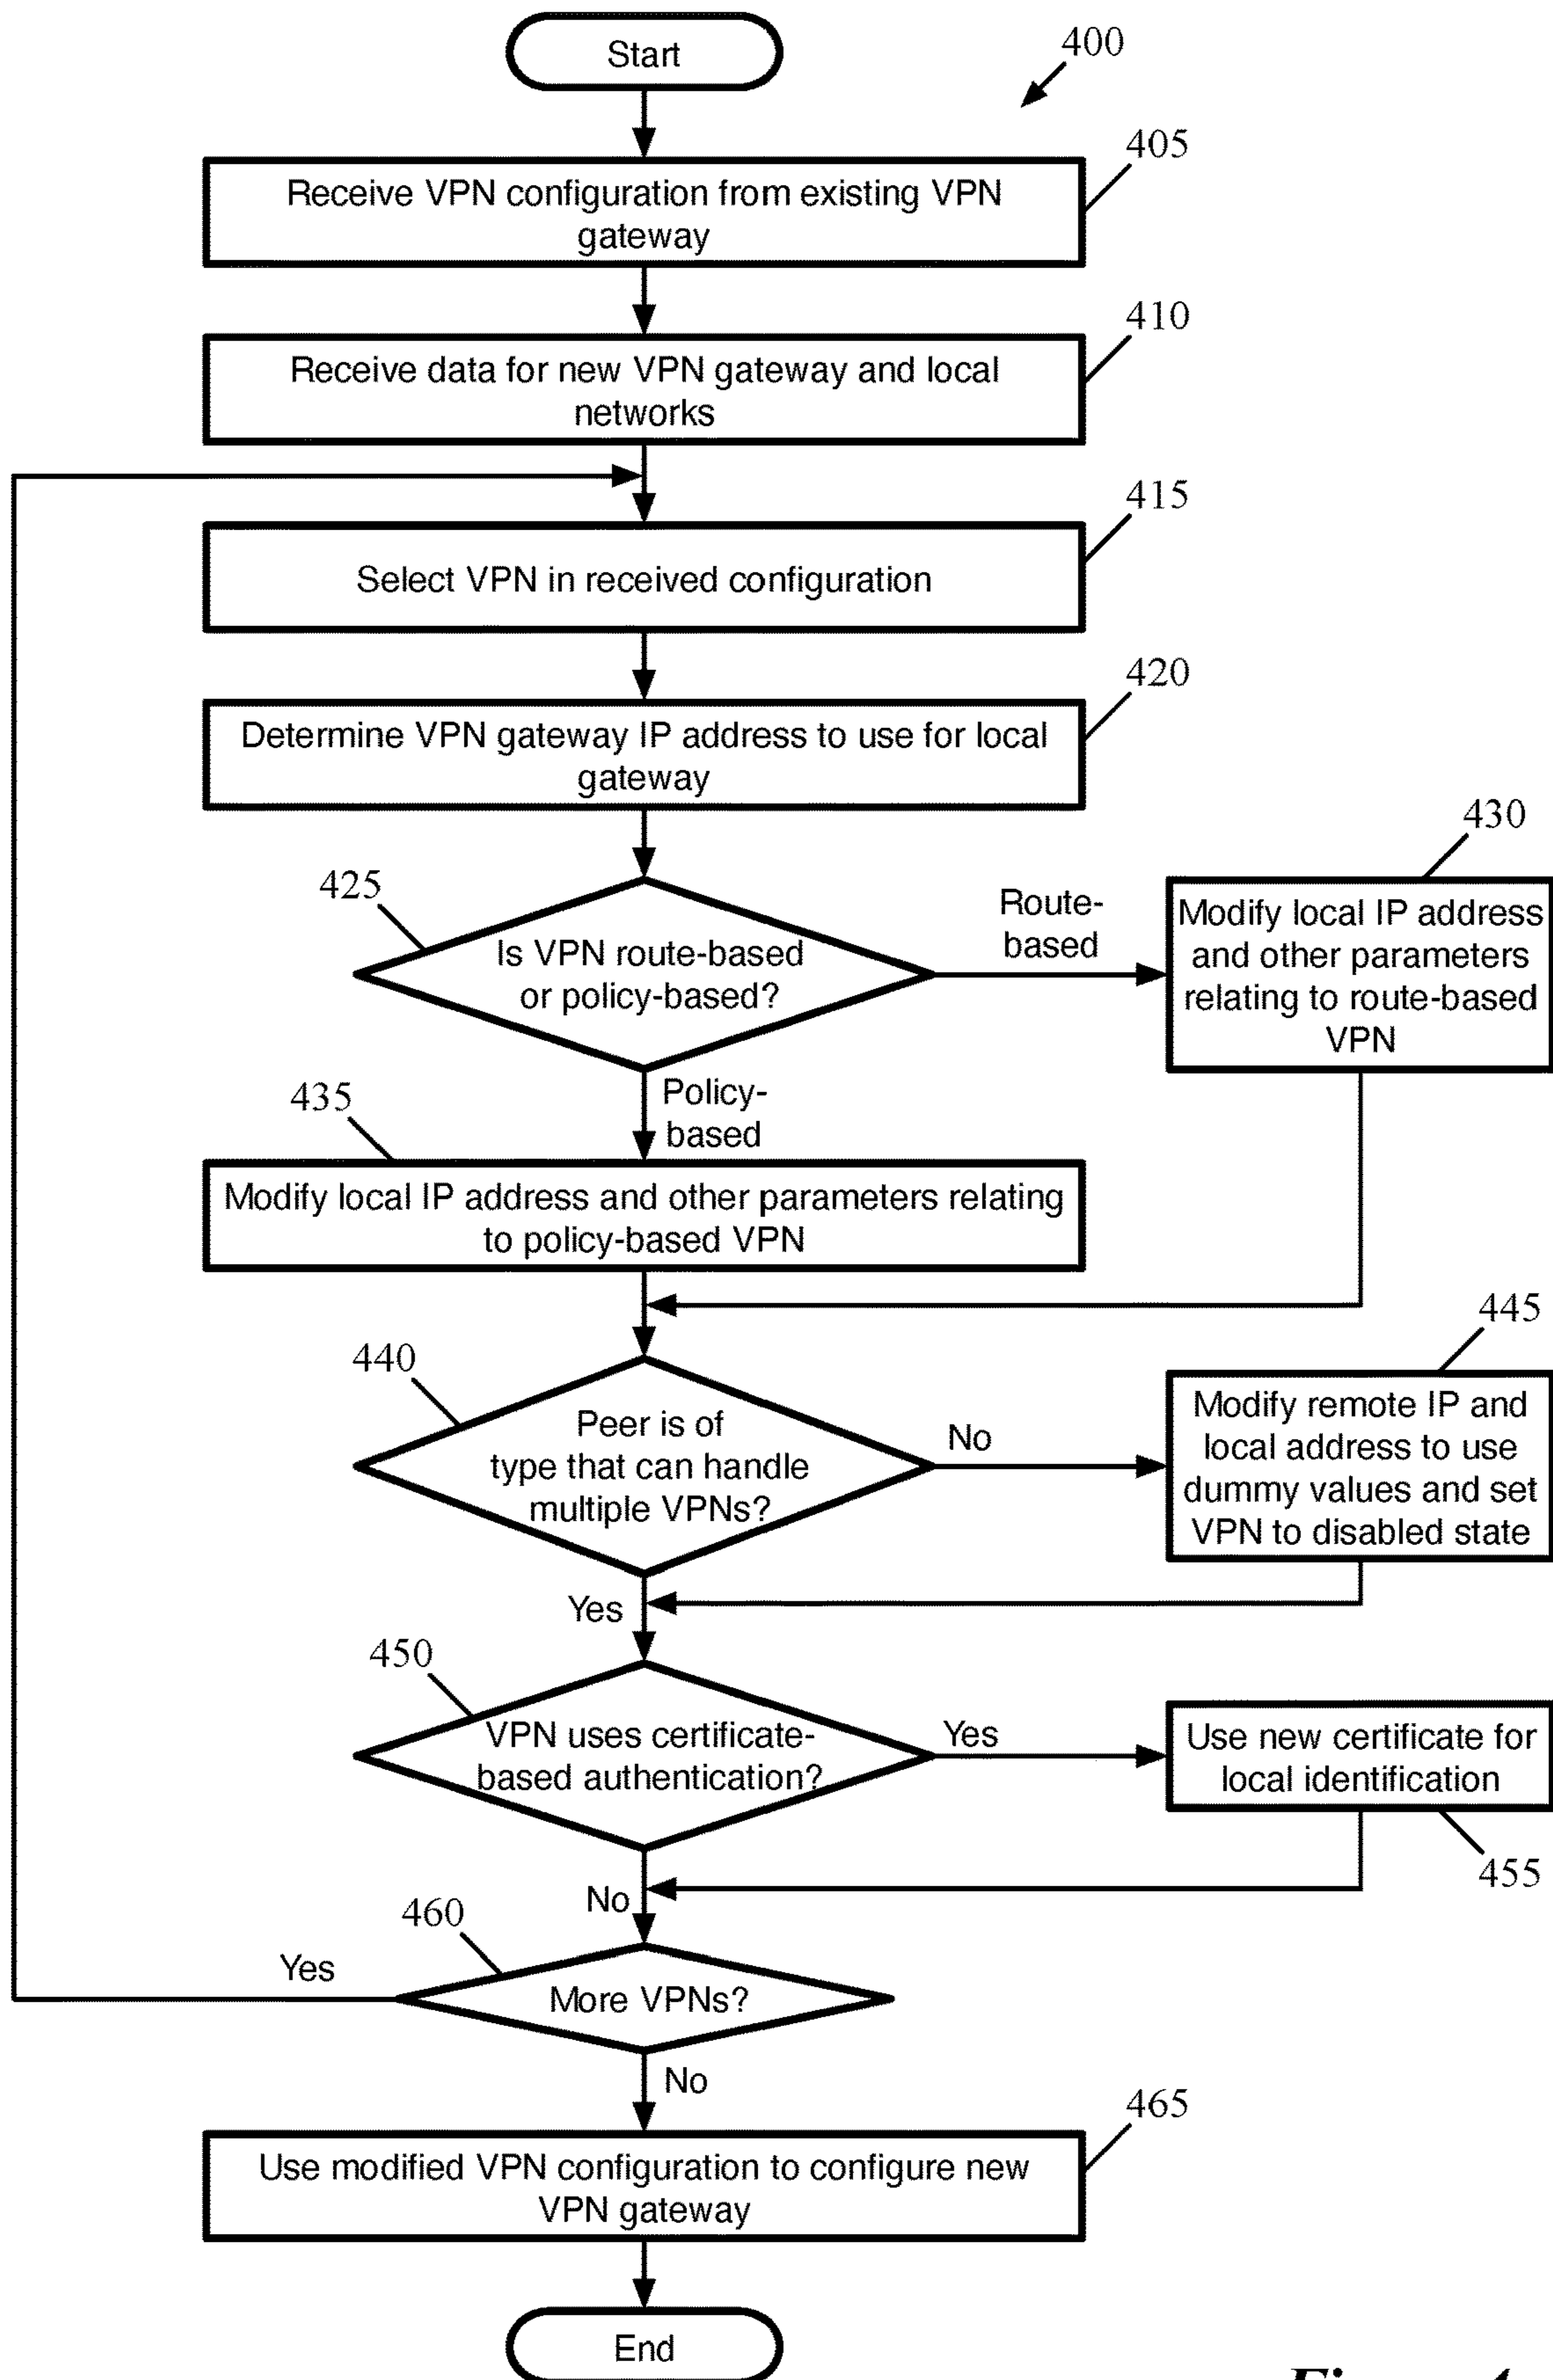 Start
400
405
Receive VPN configuration from existing VPN
gateway
410
Receive data for new VPN gateway and local
networks
415
Select VPN in received configuration
420
Determine VPN gateway IP address to use for local
gateway
425
Is VPN route-based
or policy-based?
Route-
based
430
Modify local IP address
and other parameters
relating to route-based
VPN
Policy-
based
435
Modify local IP address and other parameters relating
to policy-based VPN
440
Peer is of
type that can handle
multiple VPNs?
No
445
Modify remote IP and
local address to use
dummy values and set
VPN to disabled state
Yes
450
VPN uses certificate-
based authentication?
Yes
Use new certificate for
local identification
455
No
460
More VPNs?
Yes
No
465
Use modified VPN configuration to configure new
VPN gateway
End